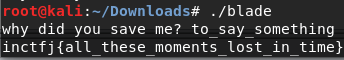 root@kali:~/Downloads# ./blade
why did you save me? to_say_something
inctfj{all_these_moments_lost_in_time}